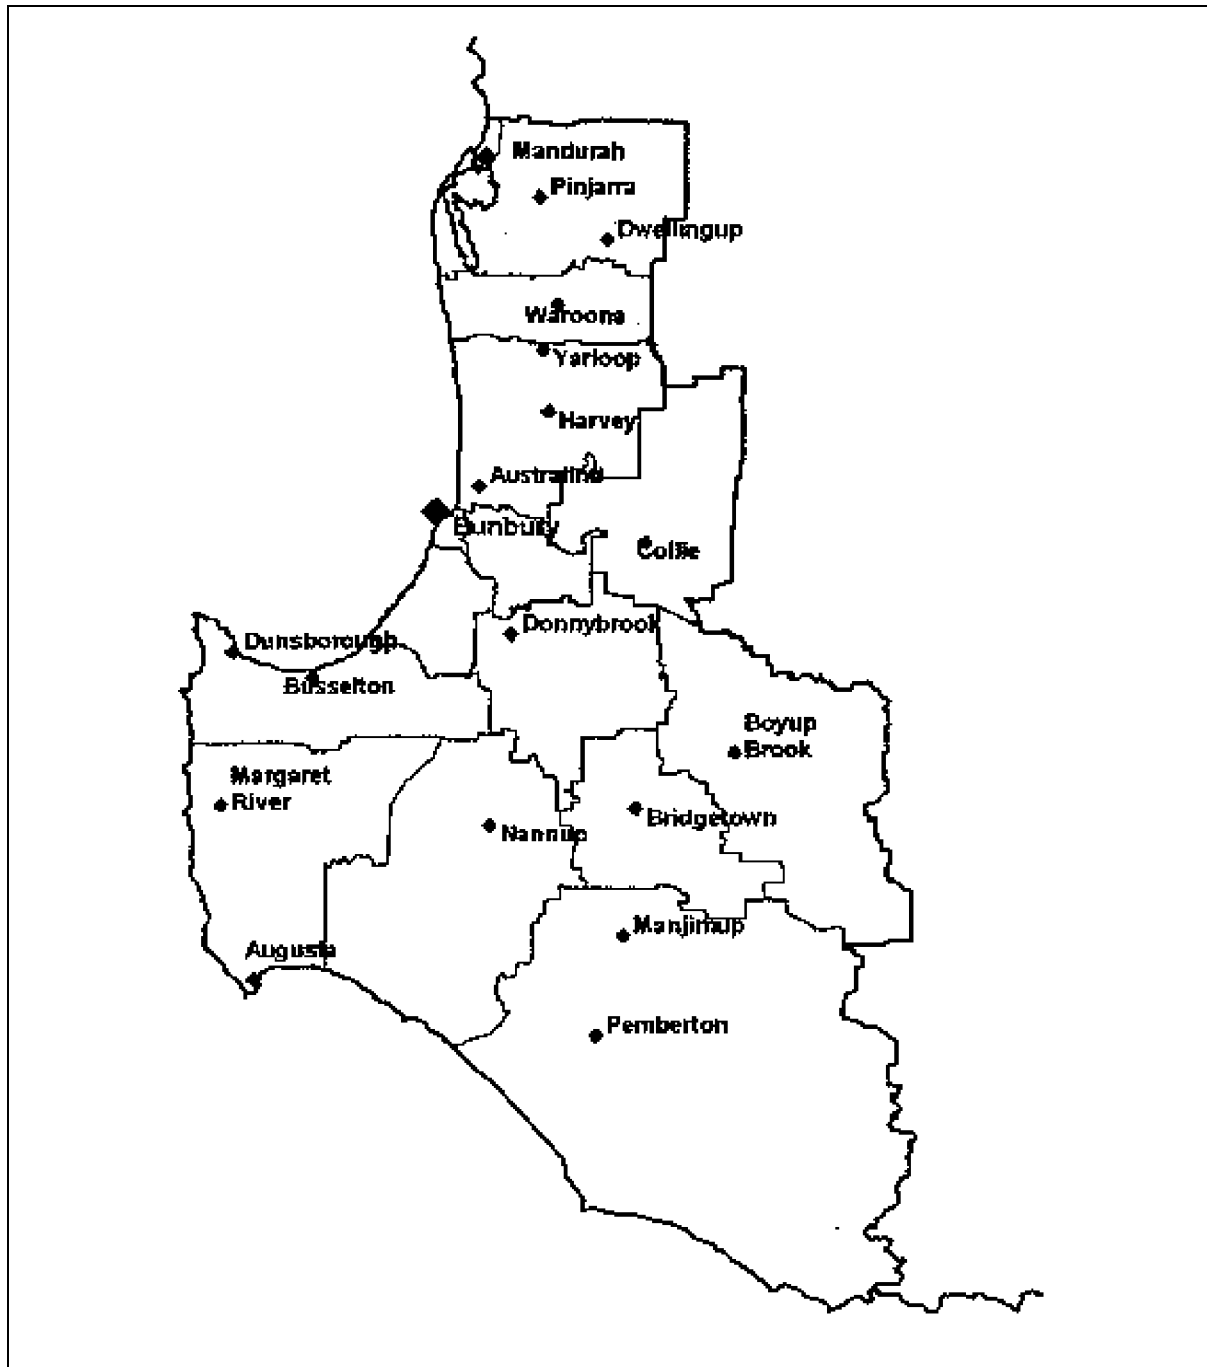 Mandurah
Pinjarra
Dwellingup
Waroona
Yarloop
Harvey
Australind
Bunbury
Collie
Donnybrook
Dunsborough
Busselton
Boyup
Brook
Margaret
River
Bridgetown
Nannup
Manjimup
Augusta
Pemberton